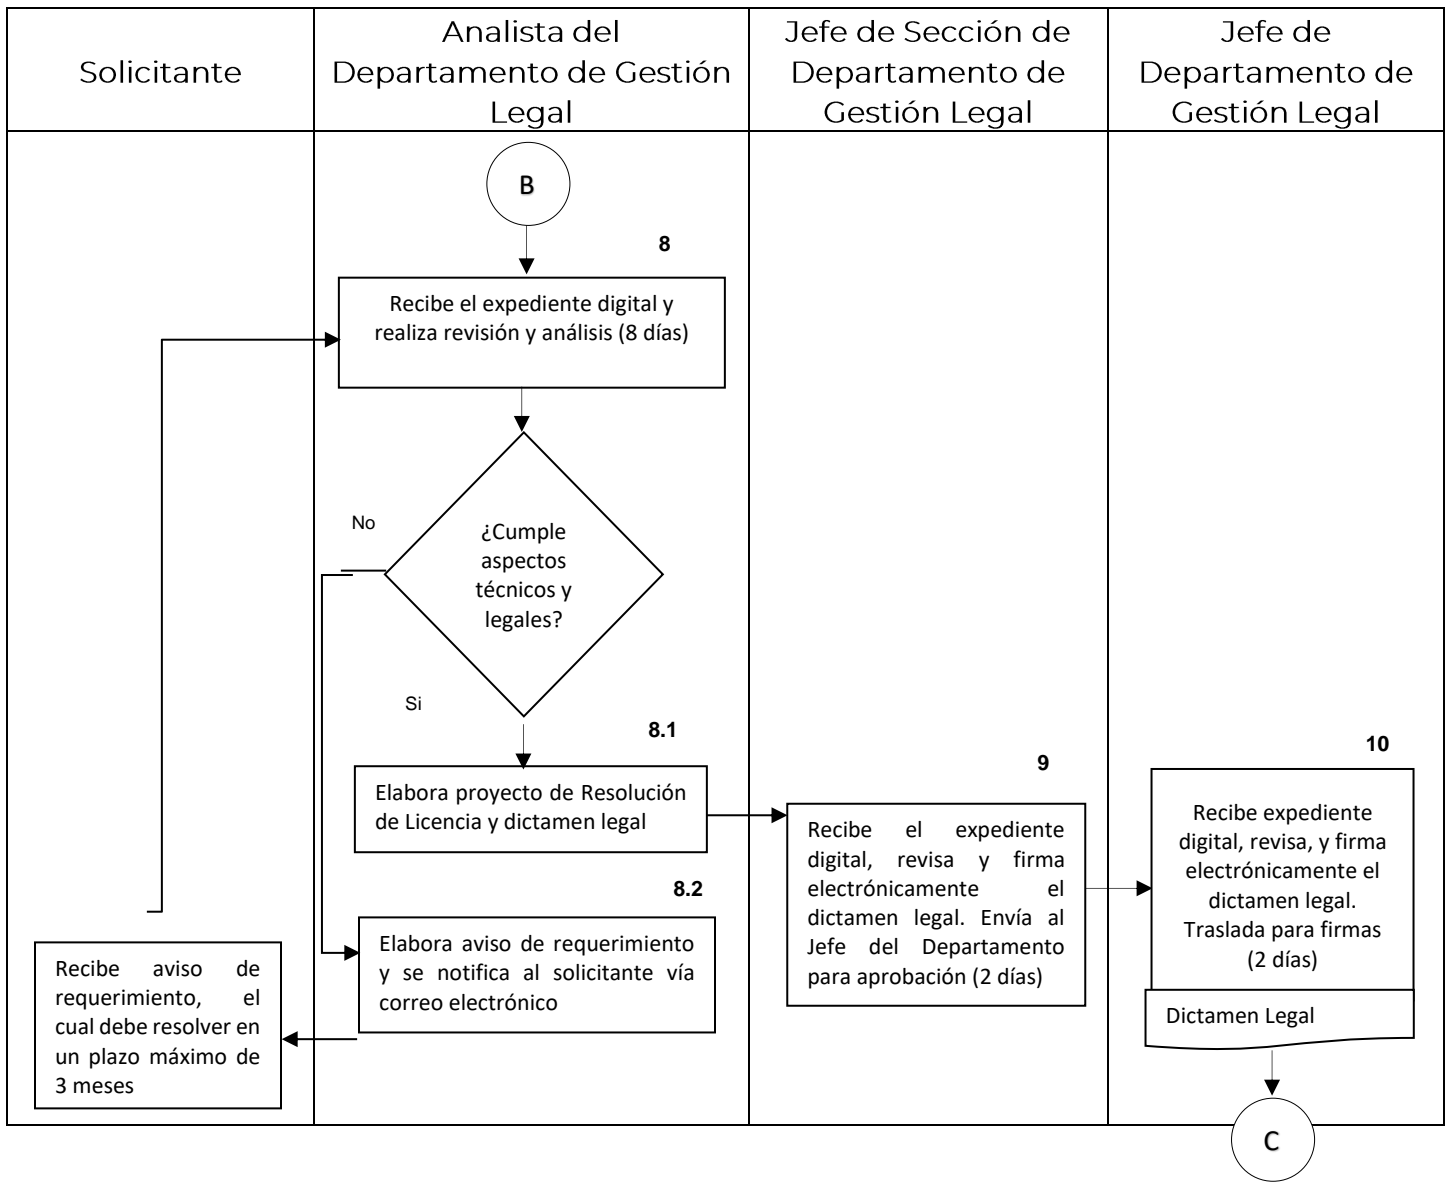 Solicitante
Analista del
Departamento de Gestión
Legal
Jefe de Sección de
Departamento de
Gestión Legal
Jefe de
Departamento de
Gestión Legal
B
8
Recibe el expediente digital y
realiza revisión y análisis (8 días)
No
¿Cumple
aspectos
técnicos y
legales?
Si
8.1
Elabora proyecto de Resolución
de Licencia y dictamen legal
8.2
Elabora aviso de requerimiento
y se notifica al solicitante vía
correo electrónico
Recibe aviso de
requerimiento, el
cual debe resolver en
un plazo máximo de
3 meses
9
Recibe el expediente
digital, revisa y firma
electrónicamente el
dictamen legal. Envía al
Jefe del Departamento
para aprobación (2 días)
10
Recibe expediente
digital, revisa, y firma
electrónicamente el
dictamen legal.
Traslada para firmas
(2 días)
Dictamen Legal
C